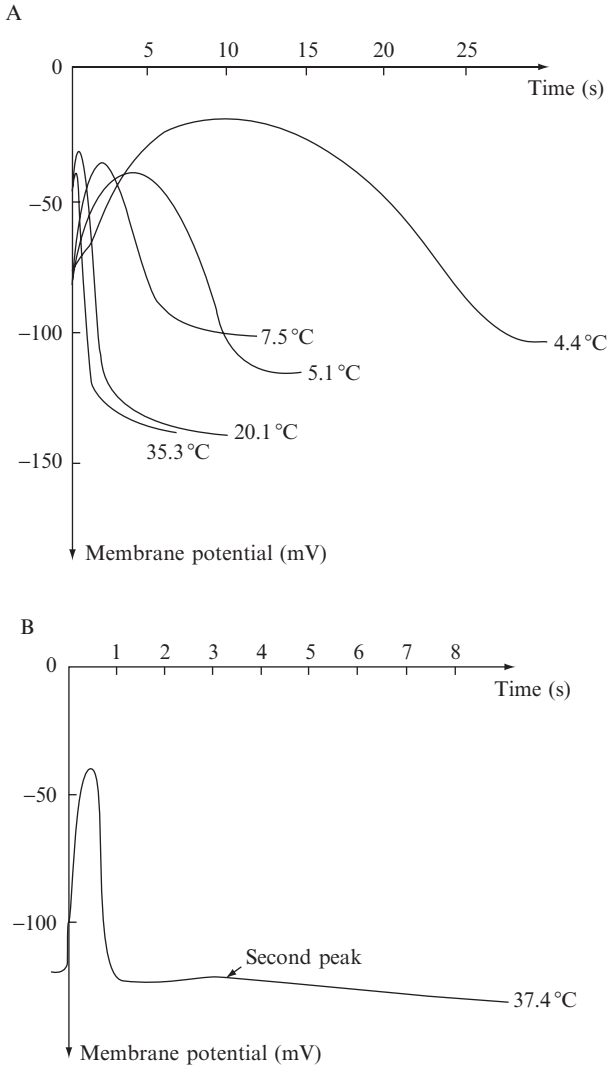 A
5 10 15 20 25
0
Time (s)
−50
−100
7.5 °C
4.4 °C
5.1 °C
20.1 °C
35.3 °C
−150
Membrane potential (mV)
B
0 1 2 3 4 5 6 7 8
Time (s)
−50
−100
Second peak
37.4 °C
Membrane potential (mV)